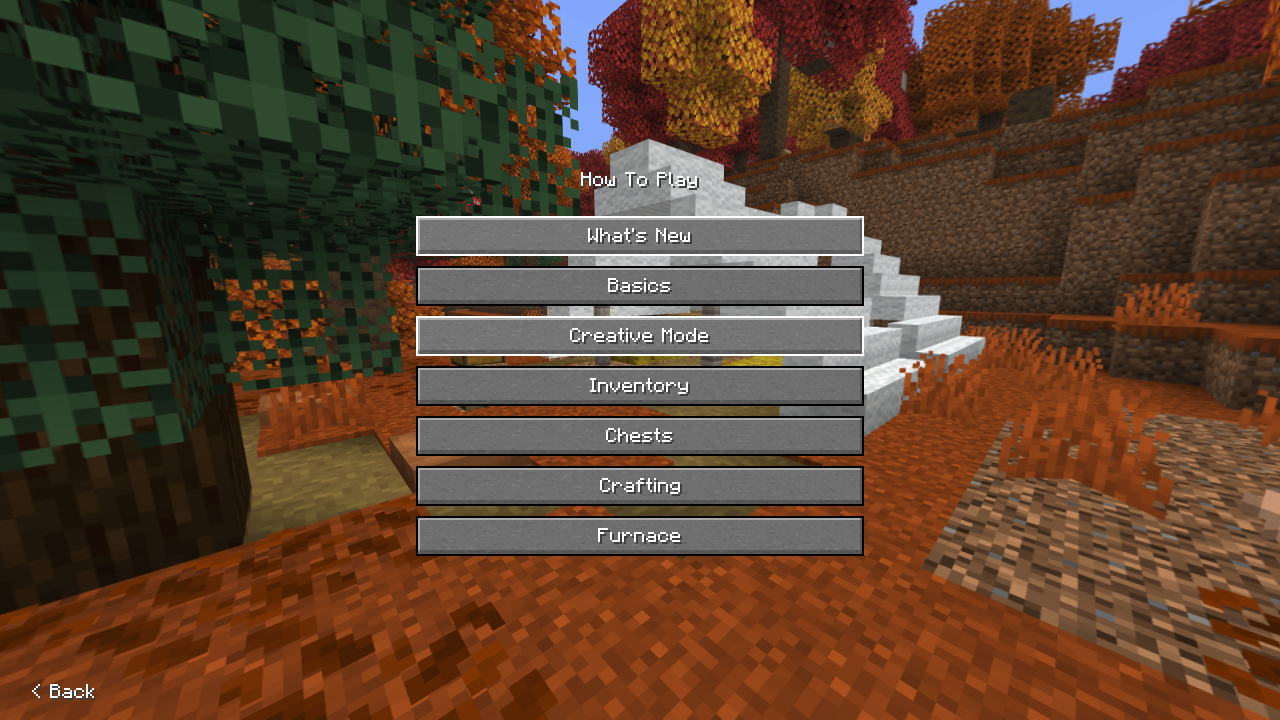 How To Play
What's New
Basics
Creative Mode
Inventory
Chests
Crafting
Furnace
< Back